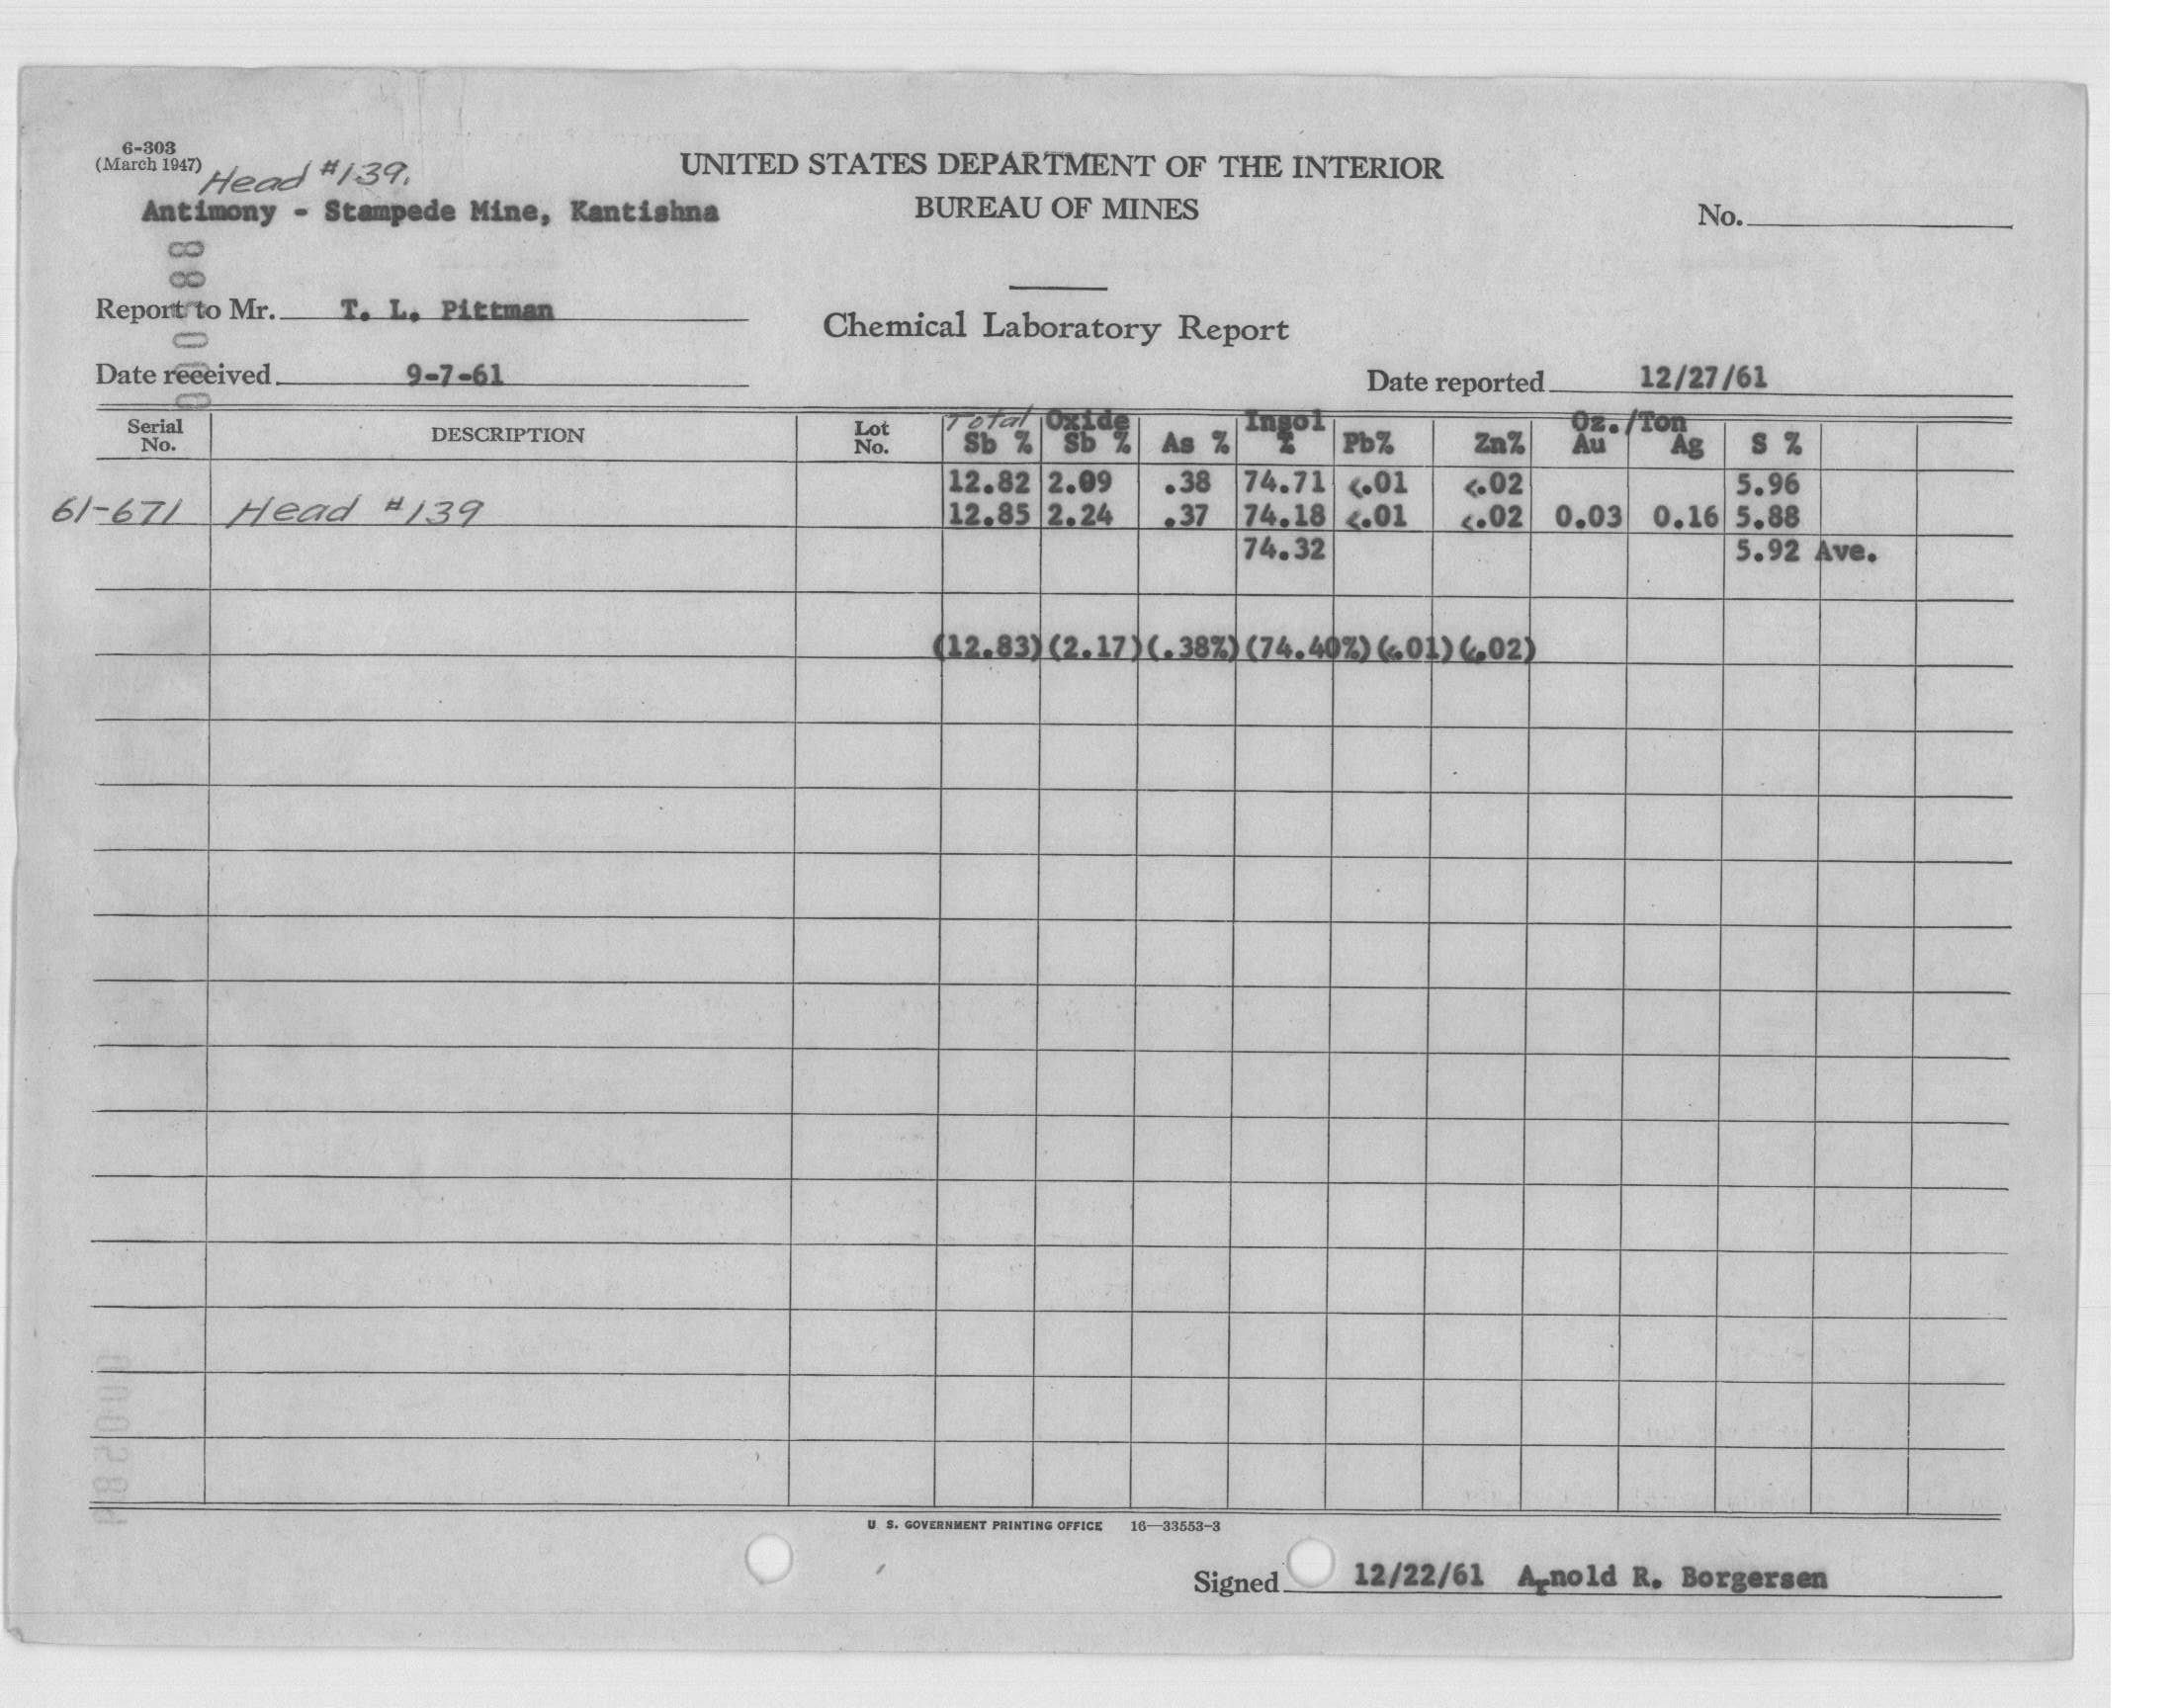 6-303
(March 1947)
Head #139.
UNITED STATES DEPARTMENT OF THE INTERIOR
Antimony - Stampede Mine, Kantishna
BUREAU OF MINES
No.
Report to Mr. T. L. Pittman
Chemical Laboratory Report
Date received 9-7-61
Date reported 12/27/61
Total Oxide Insol Oz./Ton
Serial No. DESCRIPTION Lot No. Sb % Sb % As % % Pb% Zn% Au Ag S %
12.82 2.09 .38 74.71 <.01 <.02 5.96
61-671 Head #139 12.85 2.24 .37 74.18 <.01 <.02 0.03 0.16 5.88
74.32 5.92 Ave.
(12.83) (2.17) (.38%) (74.40%) (<.01) (<.02)
U. S. GOVERNMENT PRINTING OFFICE 16—33553-3
Signed 12/22/61 Arnold R. Borgersen